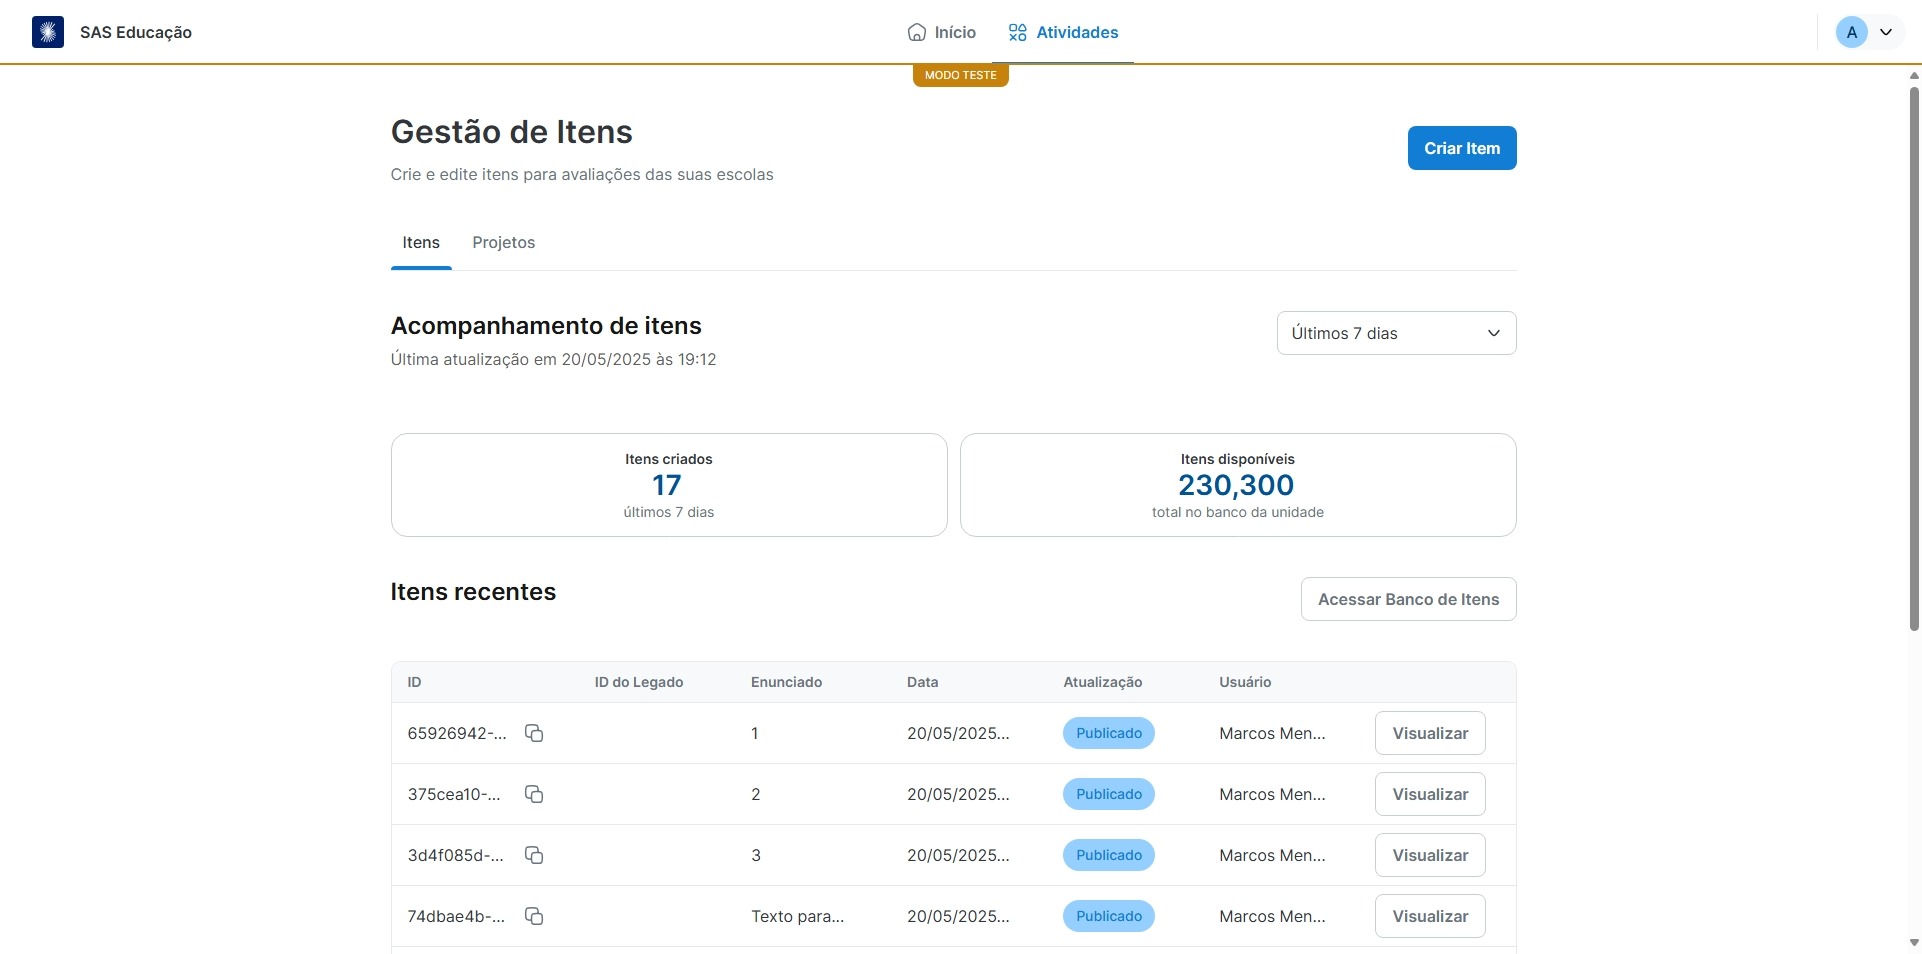 SAS Educação
Início
Atividades
A
MODO TESTE
Gestão de Itens
Criar Item
Crie e edite itens para avaliações das suas escolas
Itens
Projetos
Acompanhamento de itens
Últimos 7 dias
Última atualização em 20/05/2025 às 19:12
Itens criados
17
últimos 7 dias
Itens disponíveis
230,300
total no banco da unidade
Itens recentes
Acessar Banco de Itens
ID ID do Legado Enunciado Data Atualização Usuário
65926942-... 1 20/05/2025... Publicado Marcos Men... Visualizar
375cea10-... 2 20/05/2025... Publicado Marcos Men... Visualizar
3d4f085d-... 3 20/05/2025... Publicado Marcos Men... Visualizar
74dbae4b-... Texto para... 20/05/2025... Publicado Marcos Men... Visualizar